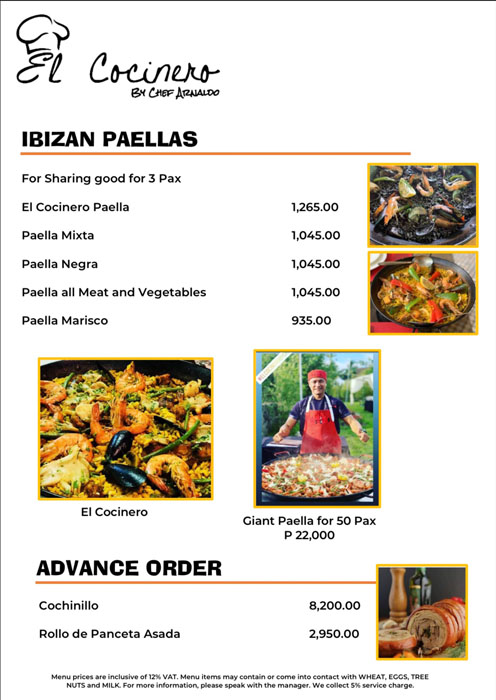 El Cocinero
By Chef Arnaldo
IBIZAN PAELLAS
For Sharing good for 3 Pax
El Cocinero Paella 1,265.00
Paella Mixta 1,045.00
Paella Negra 1,045.00
Paella all Meat and Vegetables 1,045.00
Paella Marisco 935.00
El Cocinero
Giant Paella for 50 Pax
P 22,000
ADVANCE ORDER
Cochinillo 8,200.00
Rollo de Panceta Asada 2,950.00
Menu prices are inclusive of 12% VAT. Menu items may contain or come into contact with WHEAT, EGGS, TREE
NUTS and MILK. For more information, please speak with the manager. We collect 5% service charge.